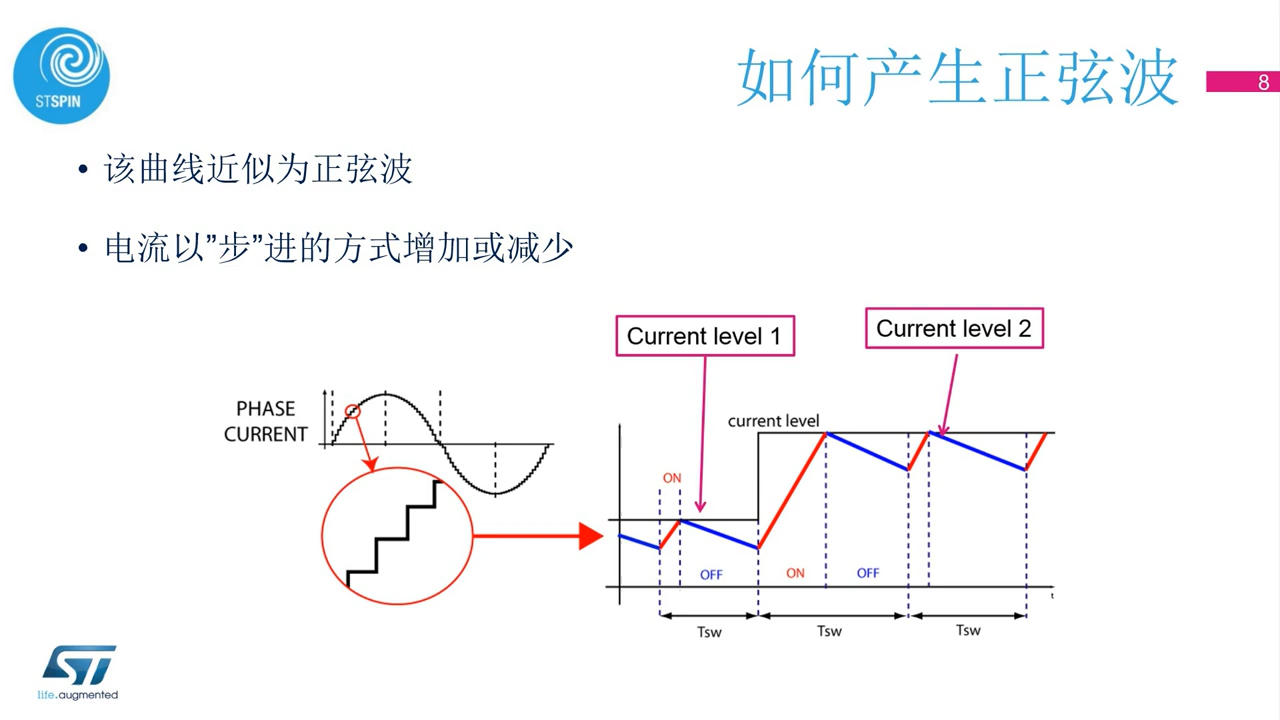 STSPIN
如何产生正弦波
8
• 该曲线近似为正弦波
• 电流以”步”进的方式增加或减少
Current level 1
Current level 2
PHASE
CURRENT
current level
ON
OFF
ON
OFF
t
Tsw
Tsw
Tsw
ST
life.augmented